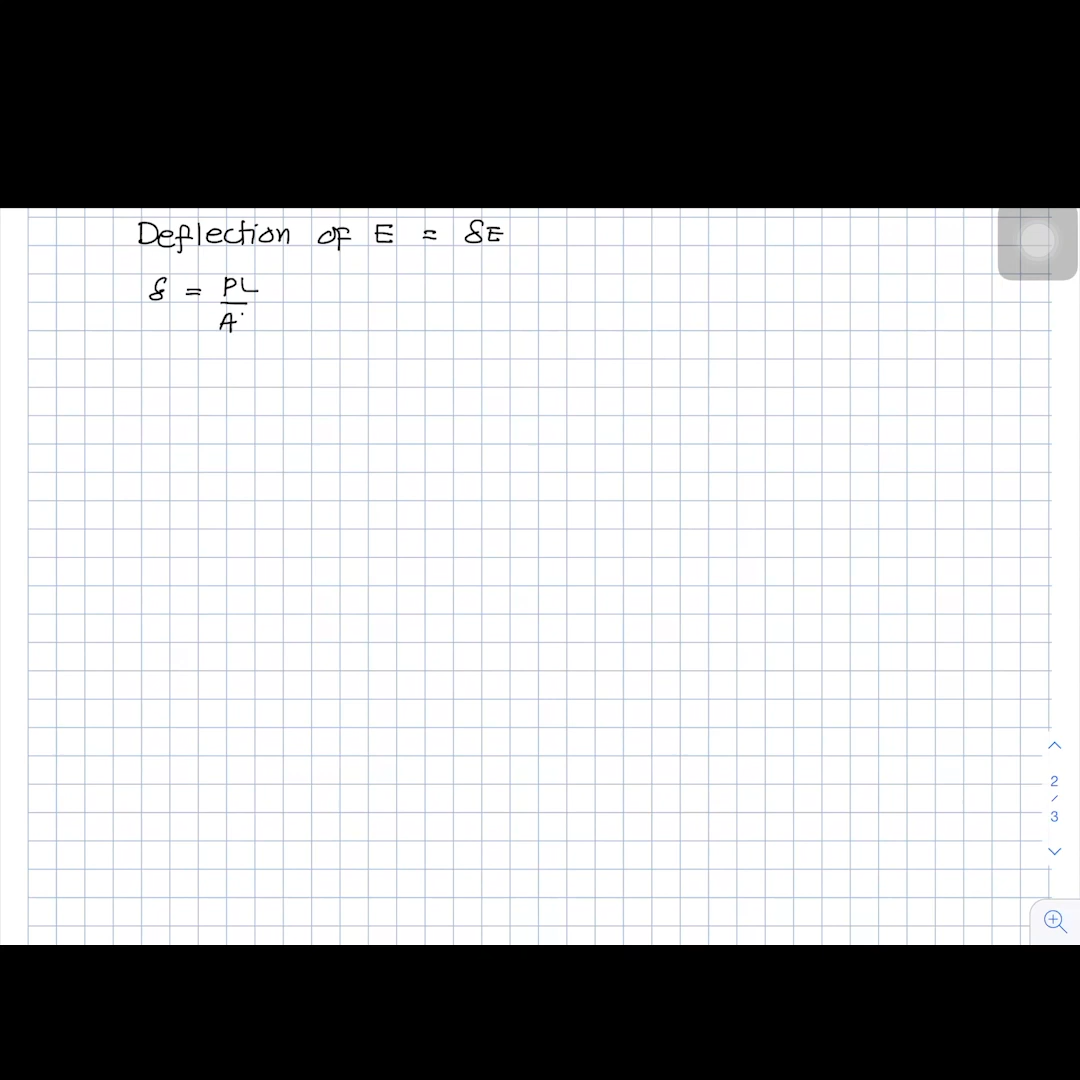 Deflection of E = δE
δ = PL
A
2
/
3